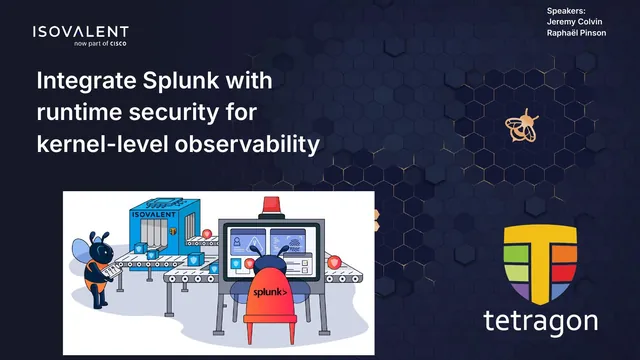 ISOVALENT
now part of CISCO
Speakers:
Jeremy Colvin
Raphaël Pinson
Integrate Splunk with
runtime security for
kernel-level observability
ISOVALENT
splunk>
tetragon